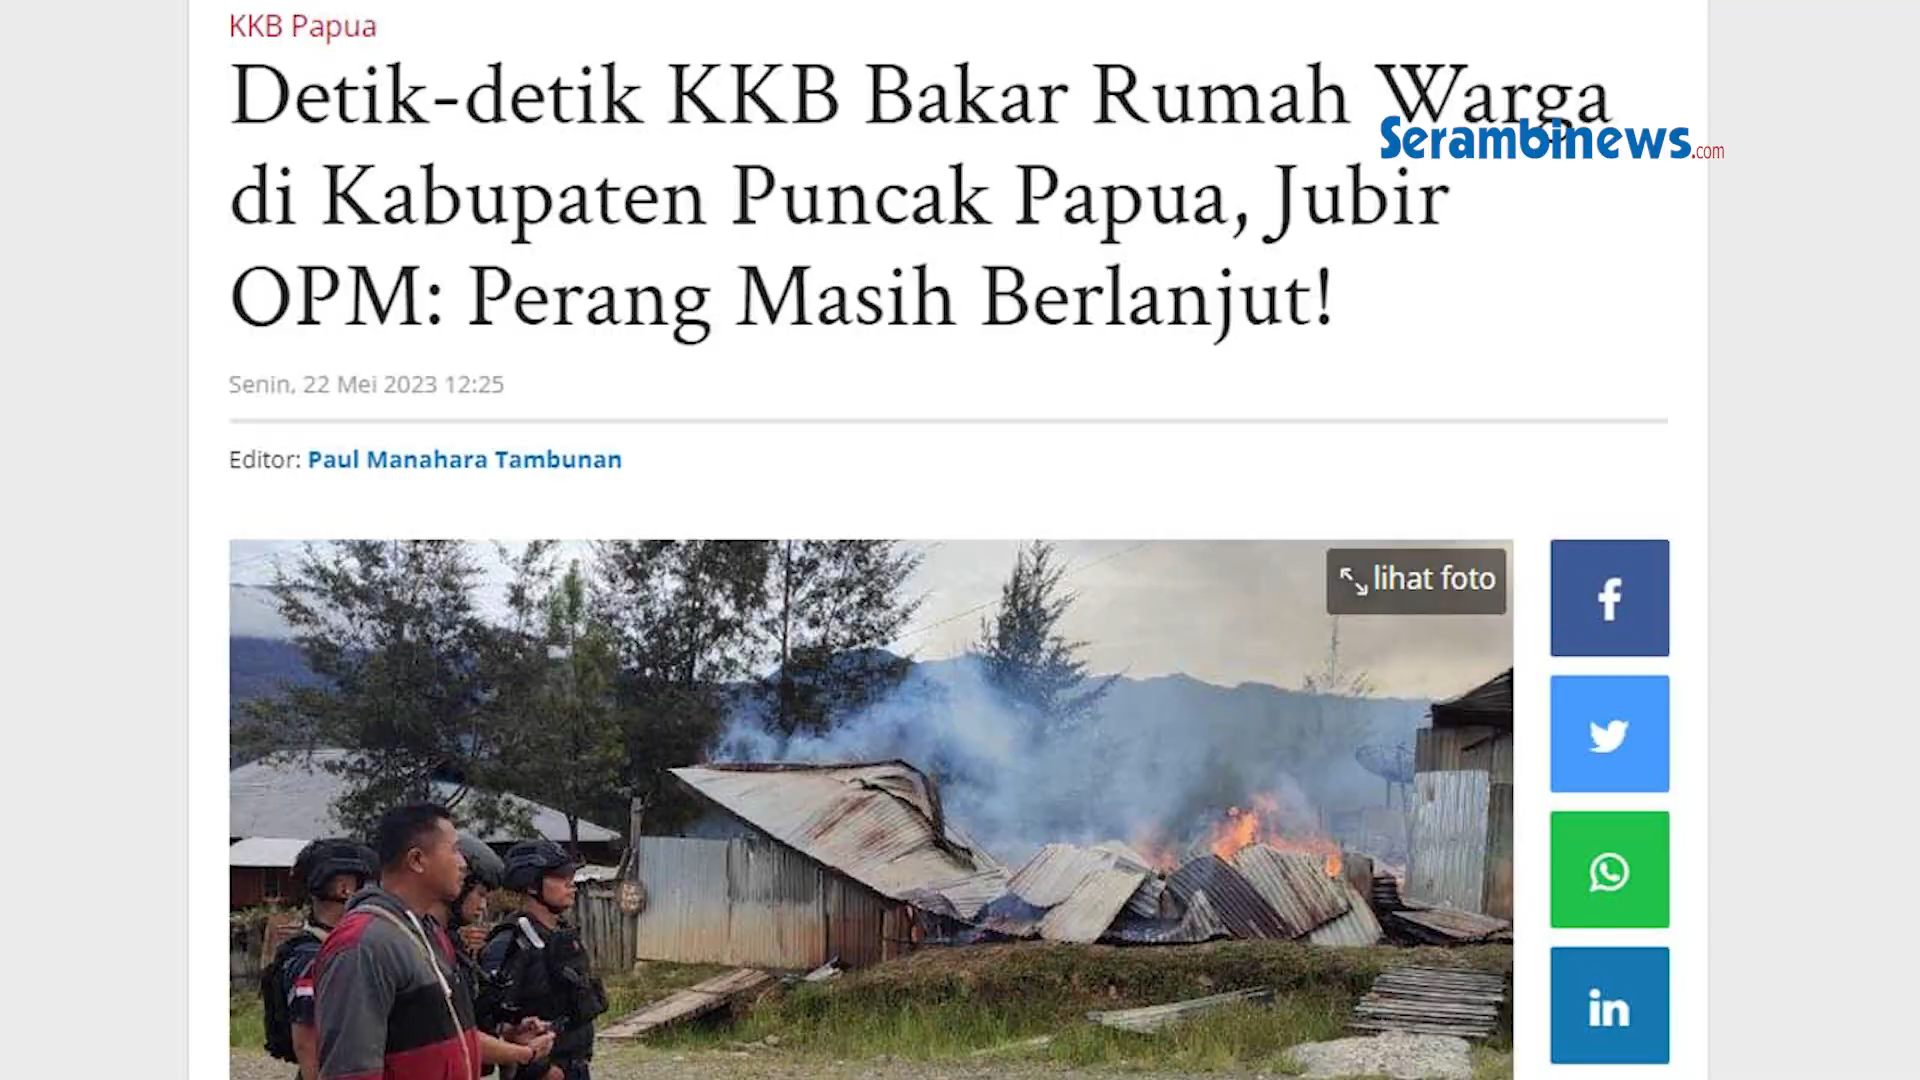 KKB Papua
Detik-detik KKB Bakar Rumah Warga
Serambinews.com
di Kabupaten Puncak Papua, Jubir
OPM: Perang Masih Berlanjut!
Senin, 22 Mei 2023 12:25
Editor: Paul Manahara Tambunan
lihat foto
f
in